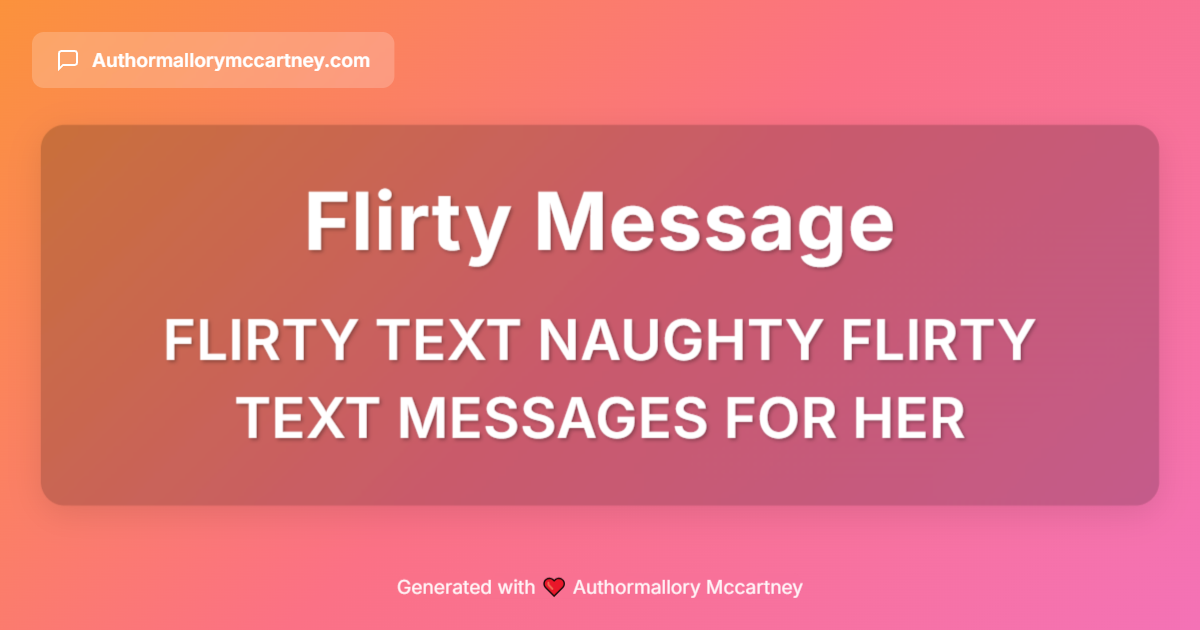 Authormallorymccartney.com
Flirty Message
FLIRTY TEXT NAUGHTY FLIRTY
TEXT MESSAGES FOR HER
Generated with ❤️ Authormallory Mccartney